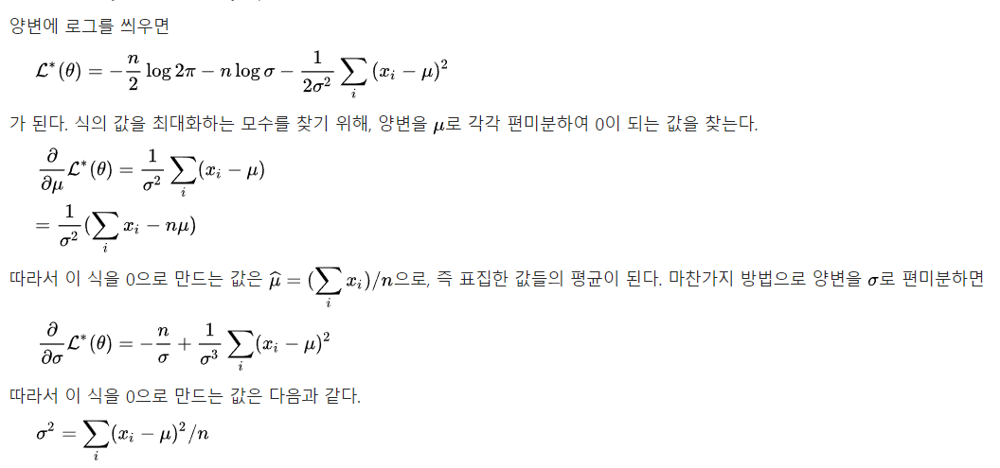 양변에 로그를 씌우면
$\mathcal{L}^*(\theta) = -\frac{n}{2}\log 2\pi - n\log\sigma - \frac{1}{2\sigma^2}\sum_i (x_i - \mu)^2$
가 된다. 식의 값을 최대화하는 모수를 찾기 위해, 양변을 $\mu$로 각각 편미분하여 0이 되는 값을 찾는다.
$\frac{\partial}{\partial\mu}\mathcal{L}^*(\theta) = \frac{1}{\sigma^2}\sum_i (x_i - \mu)$
$= \frac{1}{\sigma^2}(\sum_i x_i - n\mu)$
따라서 이 식을 0으로 만드는 값은 $\widehat{\mu} = (\sum_i x_i)/n$으로, 즉 표집한 값들의 평균이 된다. 마찬가지 방법으로 양변을 $\sigma$로 편미분하면
$\frac{\partial}{\partial\sigma}\mathcal{L}^*(\theta) = -\frac{n}{\sigma} + \frac{1}{\sigma^3}\sum_i (x_i - \mu)^2$
따라서 이 식을 0으로 만드는 값은 다음과 같다.
$\sigma^2 = \sum_i (x_i - \mu)^2/n$